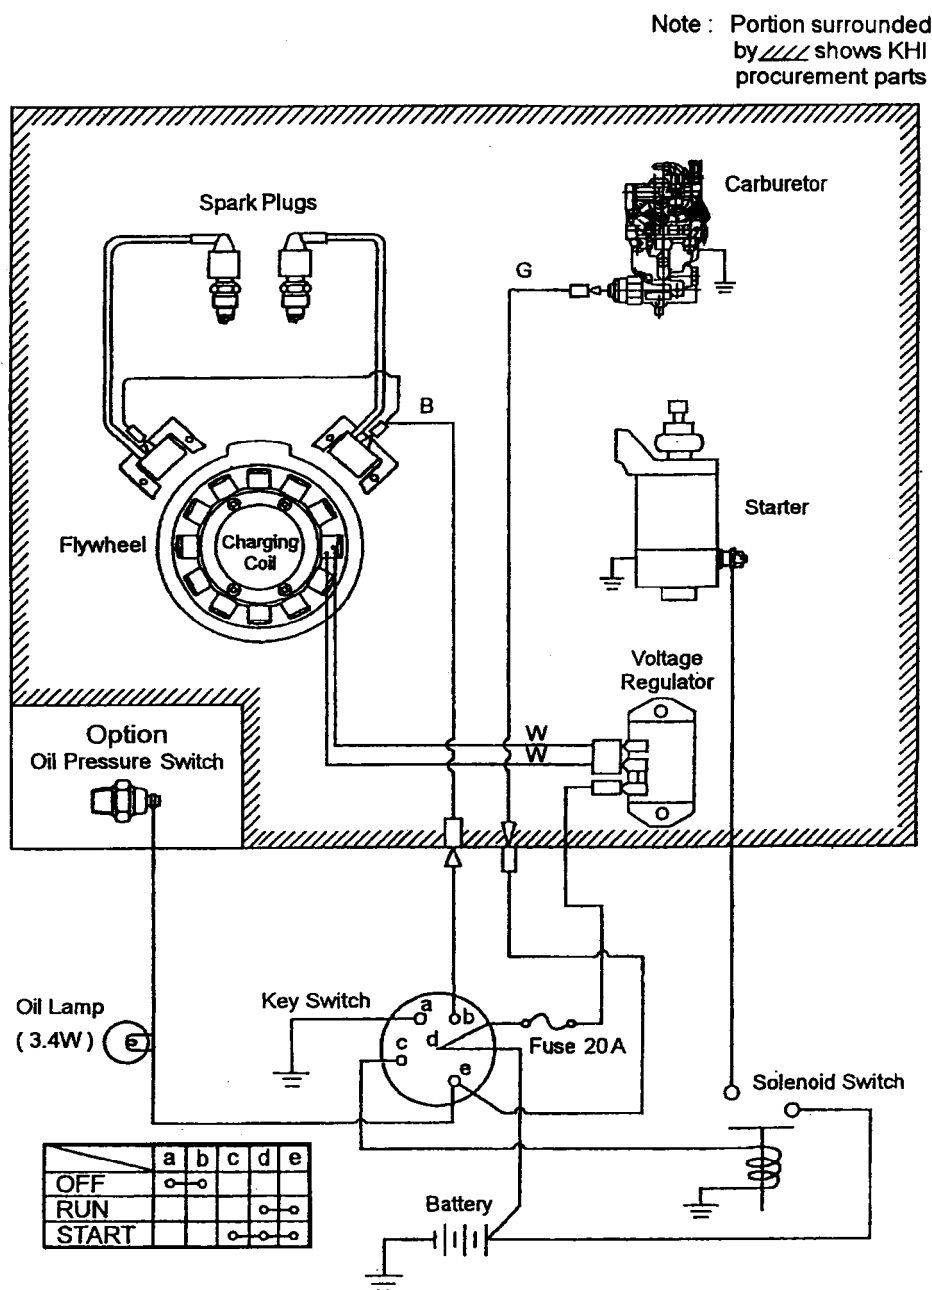 Note : Portion surrounded
by //// shows KHI
procurement parts
Spark Plugs
Carburetor
G
B
Starter
Flywheel
Charging
Coil
Voltage
Regulator
W
W
Option
Oil Pressure Switch
Oil Lamp
( 3.4W )
Key Switch
a
b
c
d
e
Fuse 20A
Solenoid Switch
a b c d e
OFF
RUN
START
Battery